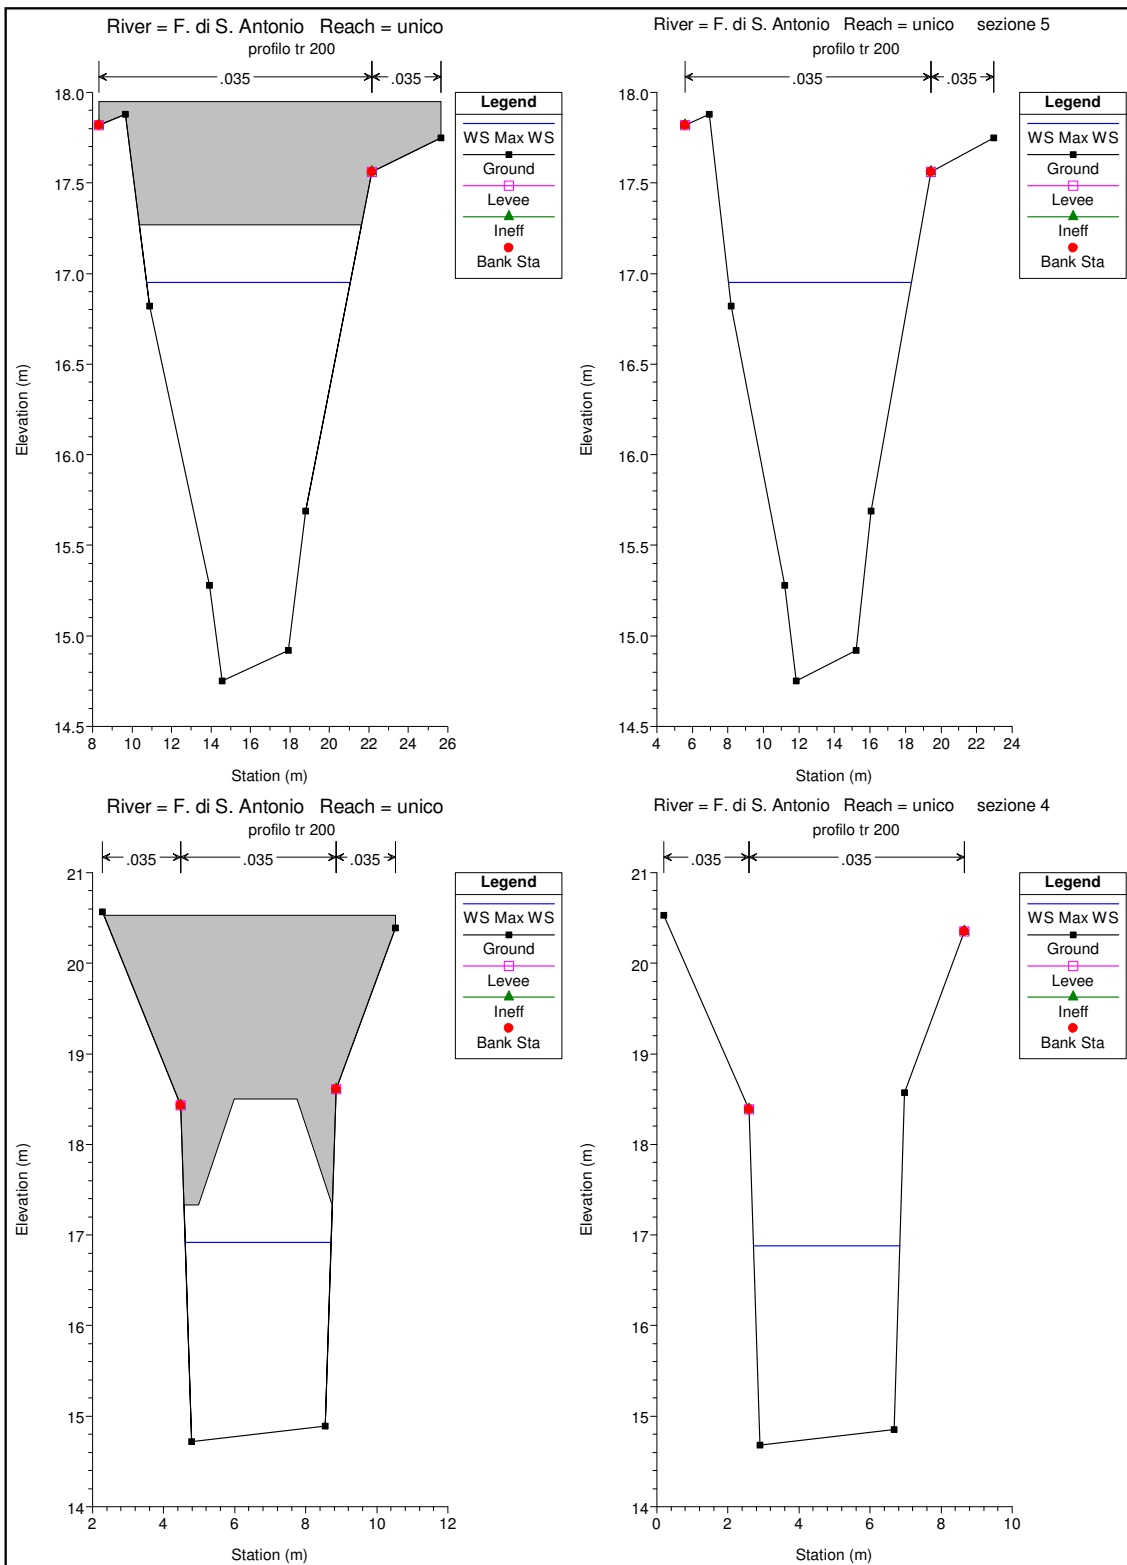 River = F. di S. Antonio   Reach = unico
profilo tr 200
.035
.035
Legend
WS Max WS
Ground
Levee
Ineff
Bank Sta
Elevation (m)
18.0
17.5
17.0
16.5
16.0
15.5
15.0
14.5
8 10 12 14 16 18 20 22 24 26
Station (m)
River = F. di S. Antonio   Reach = unico      sezione 5
profilo tr 200
.035
.035
Legend
WS Max WS
Ground
Levee
Ineff
Bank Sta
Elevation (m)
18.0
17.5
17.0
16.5
16.0
15.5
15.0
14.5
4 6 8 10 12 14 16 18 20 22 24
Station (m)
River = F. di S. Antonio   Reach = unico
profilo tr 200
.035
.035
.035
Legend
WS Max WS
Ground
Levee
Ineff
Bank Sta
Elevation (m)
21
20
19
18
17
16
15
14
2 4 6 8 10 12
Station (m)
River = F. di S. Antonio   Reach = unico      sezione 4
profilo tr 200
.035
.035
Legend
WS Max WS
Ground
Levee
Ineff
Bank Sta
Elevation (m)
21
20
19
18
17
16
15
14
0 2 4 6 8 10
Station (m)